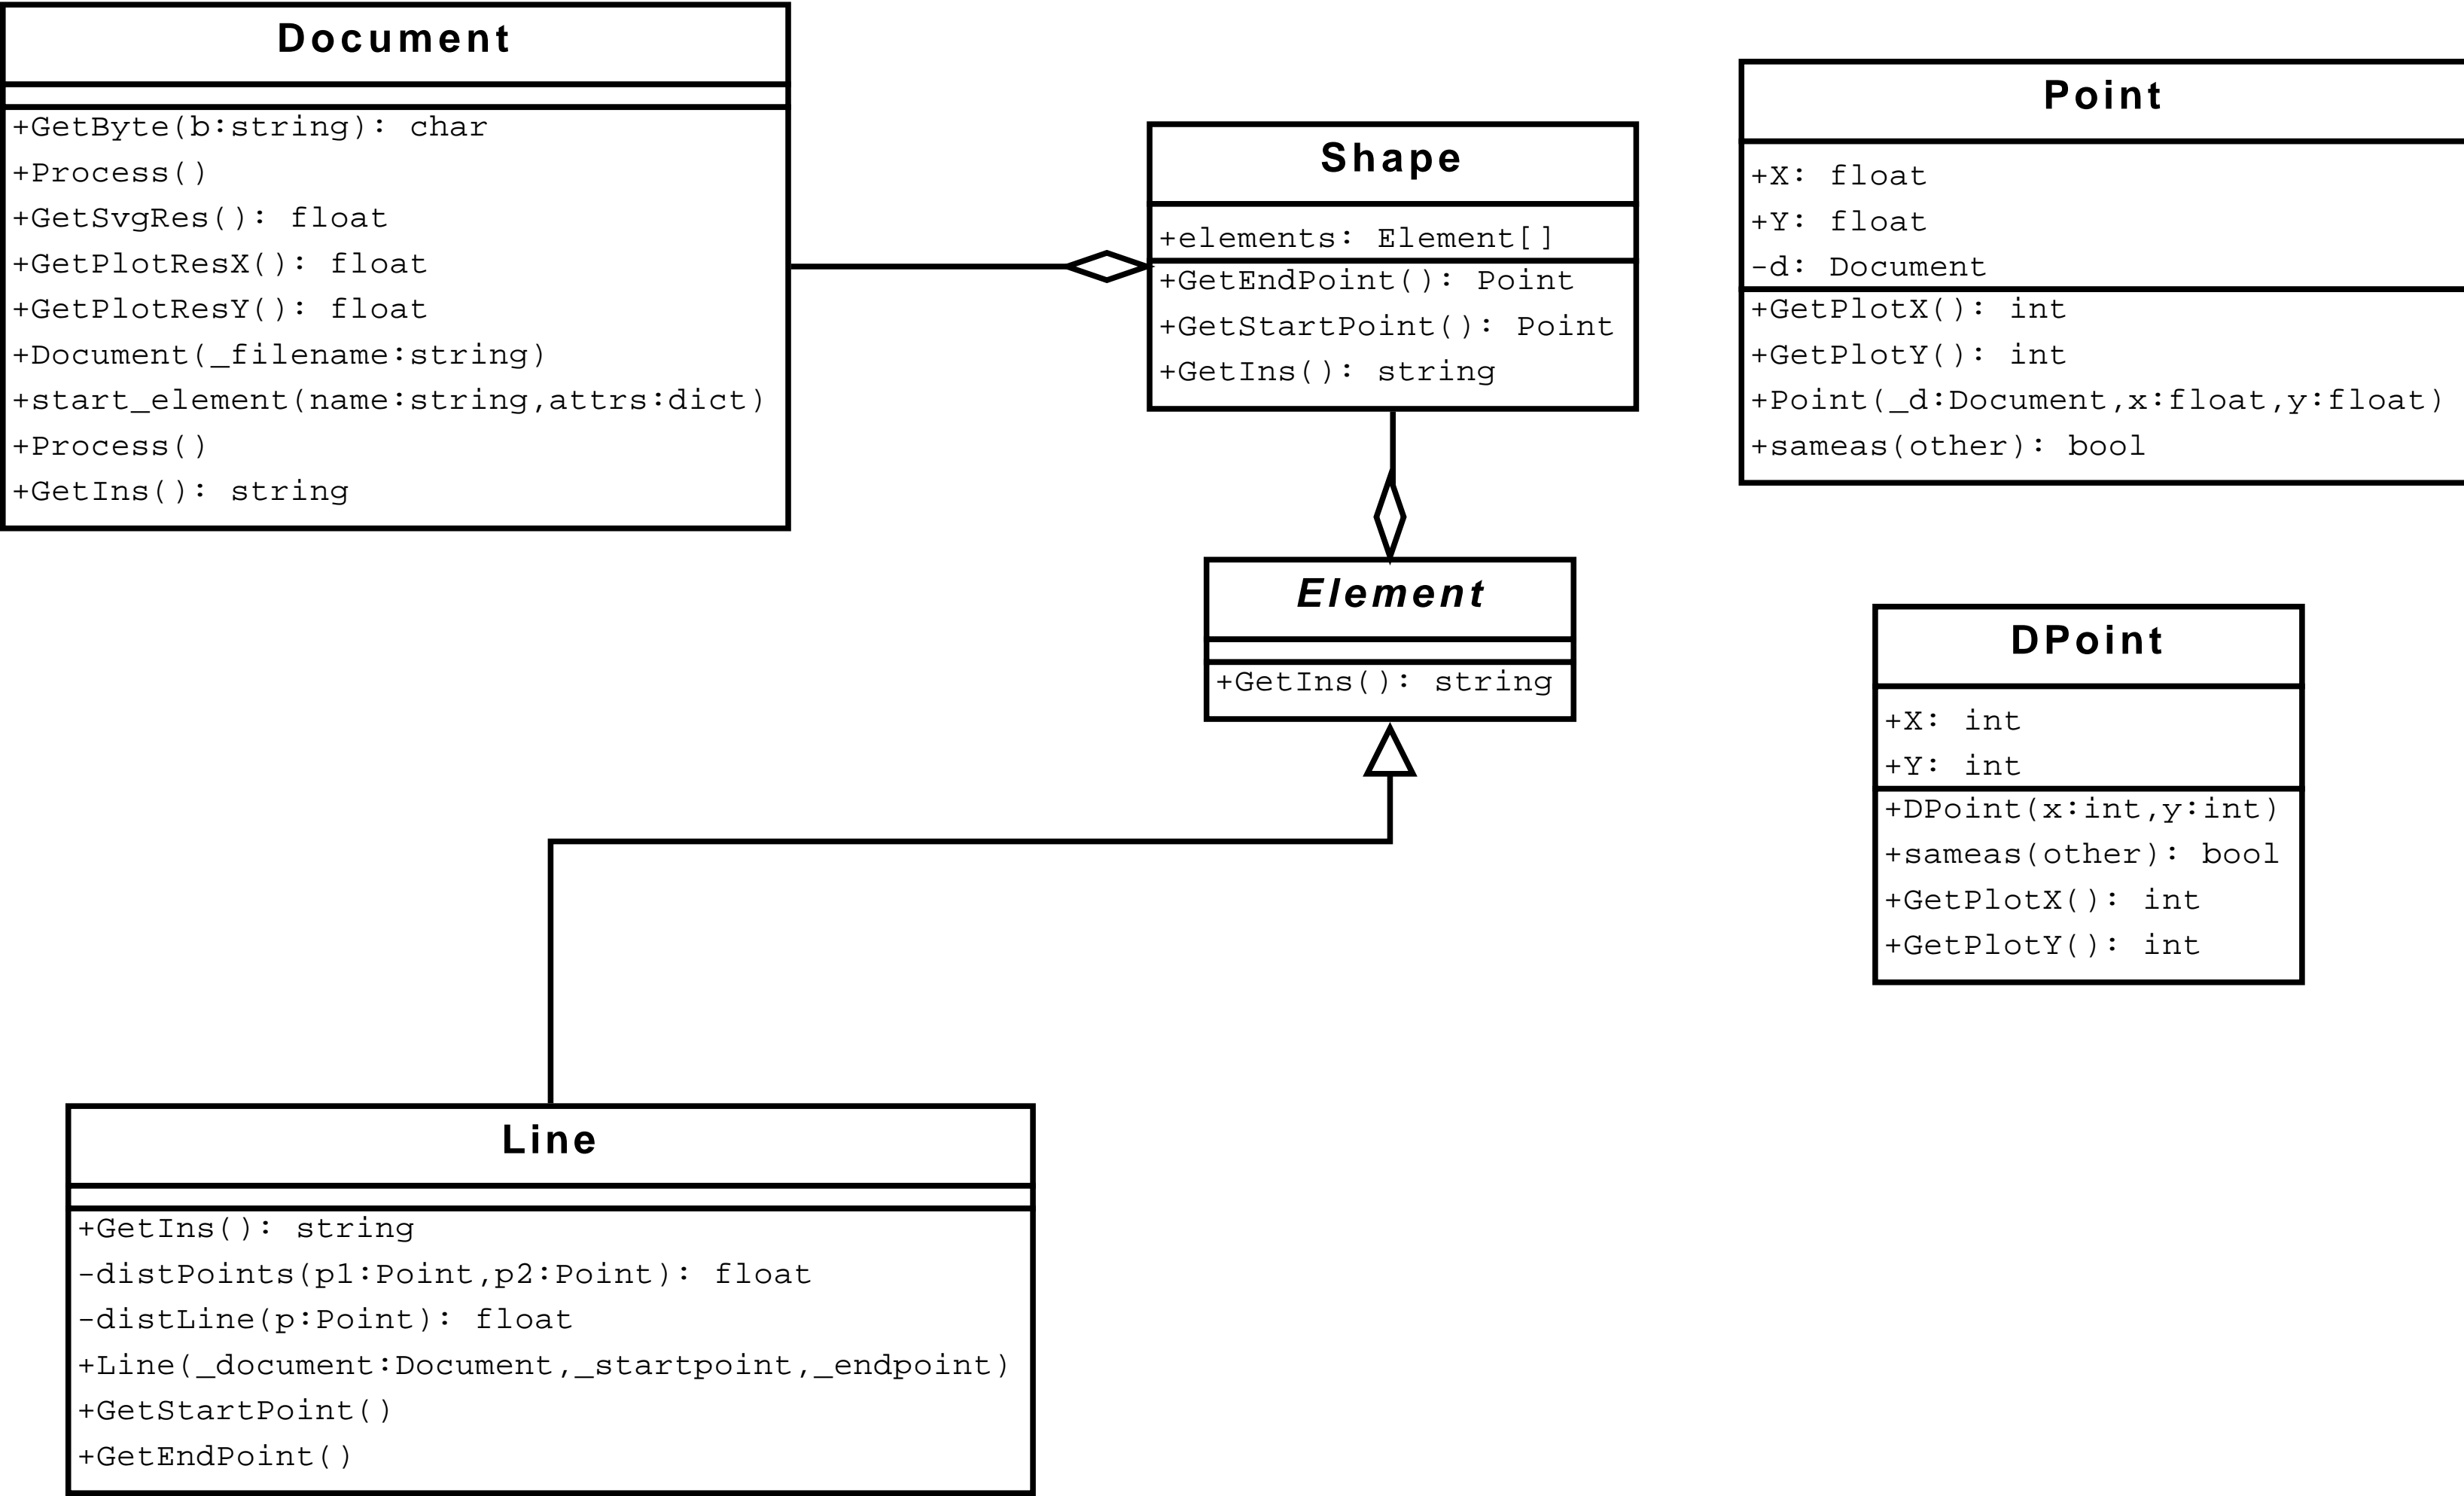 Document
+GetByte(b:string): char
+Process()
+GetSvgRes(): float
+GetPlotResX(): float
+GetPlotResY(): float
+Document(_filename:string)
+start_element(name:string,attrs:dict)
+Process()
+GetIns(): string
Shape
+elements: Element[]
+GetEndPoint(): Point
+GetStartPoint(): Point
+GetIns(): string
Point
+X: float
+Y: float
-d: Document
+GetPlotX(): int
+GetPlotY(): int
+Point(_d:Document,x:float,y:float)
+sameas(other): bool
Element
+GetIns(): string
DPoint
+X: int
+Y: int
+DPoint(x:int,y:int)
+sameas(other): bool
+GetPlotX(): int
+GetPlotY(): int
Line
+GetIns(): string
-distPoints(p1:Point,p2:Point): float
-distLine(p:Point): float
+Line(_document:Document,_startpoint,_endpoint)
+GetStartPoint()
+GetEndPoint()